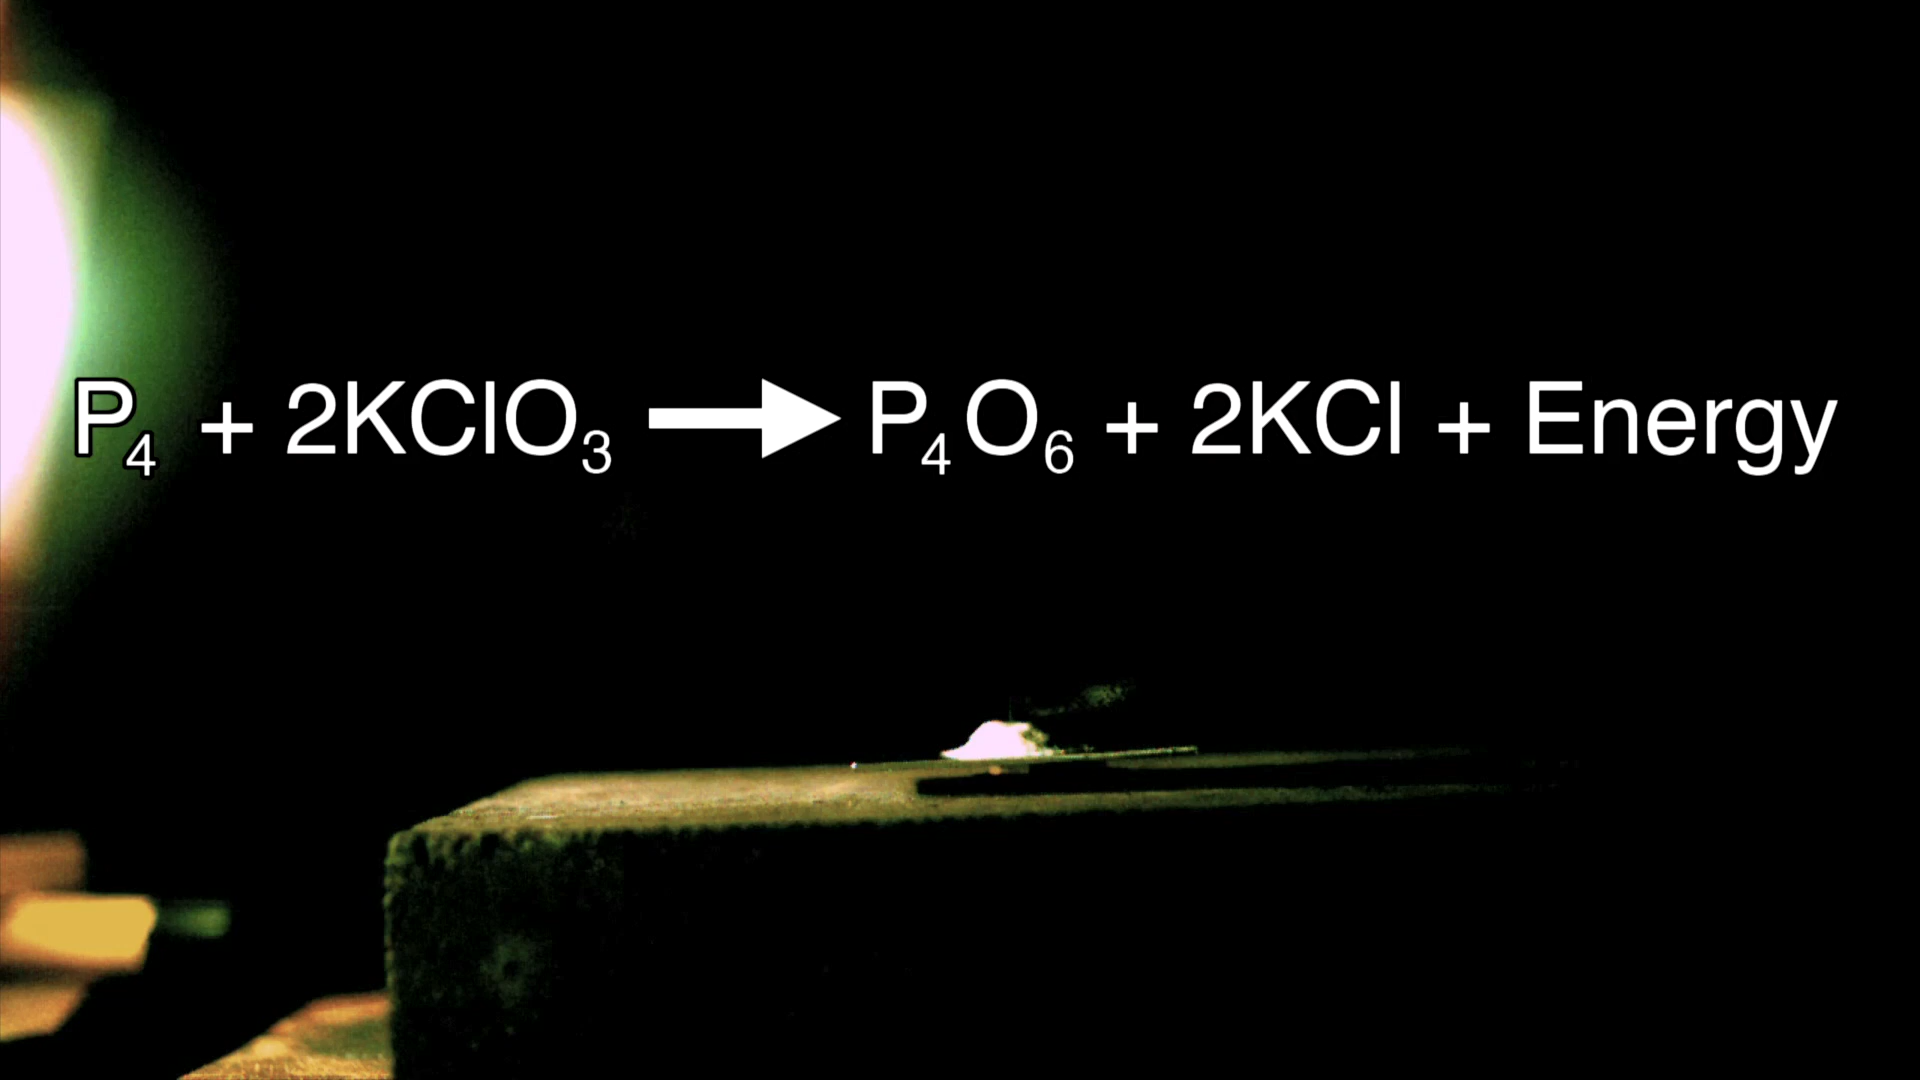 P₄ + 2KClO₃ → P₄O₆ + 2KCl + Energy